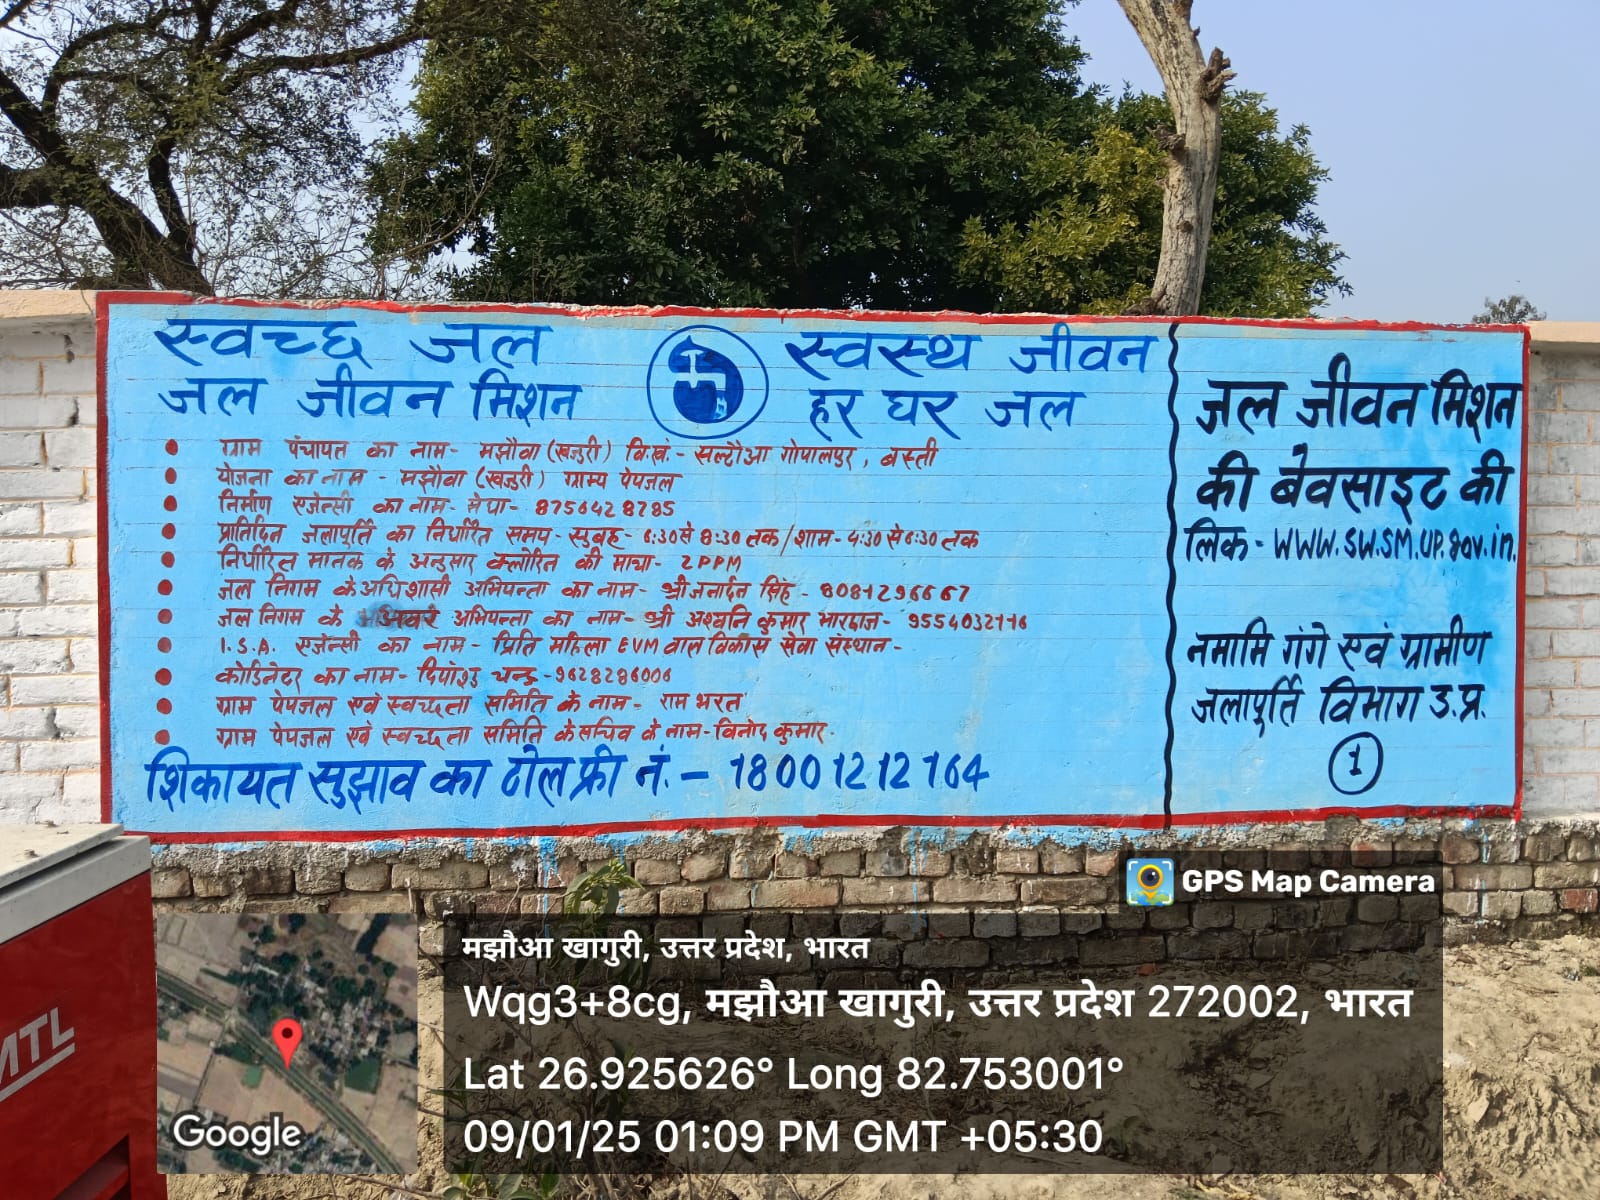 स्वच्छ जल स्वस्थ जीवन
जल जीवन मिशन हर घर जल
ग्राम पंचायत का नाम- मझौवा (खजुरी) वि.खं.- सल्टौआ गोपालपुर, बस्ती
योजना का नाम - मझौवा (खजुरी) ग्राम्य पेयजल
निर्माण एजेन्सी का नाम- मेघा- 8756428785
प्रतिदिन जलापूर्ति का निर्धारित समय - सुबह- 6:30 से 8:30 तक / शाम- 4:30 से 6:30 तक
निर्धारित मानक के अनुसार क्लोरिन की मात्रा- 2PPM
जल निगम के अधिशासी अभियन्ता का नाम- श्री जनार्दन सिंह - 8081296667
जल निगम के अभियन्ता का नाम- श्री अश्वनि कुमार भारद्वाज- 9554032116
I.S.A. एजेन्सी का नाम- प्रिति महिला EVM वाल विकास सेवा संस्थान-
कोडिनेटर का नाम- दिपांशु चन्द्र -9628286006
ग्राम पेयजल एवं स्वच्छता समिति के नाम- राम भरत
ग्राम पेयजल एवं स्वच्छता समिति के सचिव के नाम- विनोद कुमार.
शिकायत सुझाव का टोल फ्री नं. - 18001212164
जल जीवन मिशन
की बेवसाइट की
लिंक- WWW.SWSM.UP.gov.in.
नमामि गंगे एवं ग्रामीण
जलापूर्ति विभाग उ.प्र.
1
MTL
GPS Map Camera
मझौआ खागुरी, उत्तर प्रदेश, भारत
Wqg3+8cg, मझौआ खागुरी, उत्तर प्रदेश 272002, भारत
Lat 26.925626° Long 82.753001°
09/01/25 01:09 PM GMT +05:30
Google